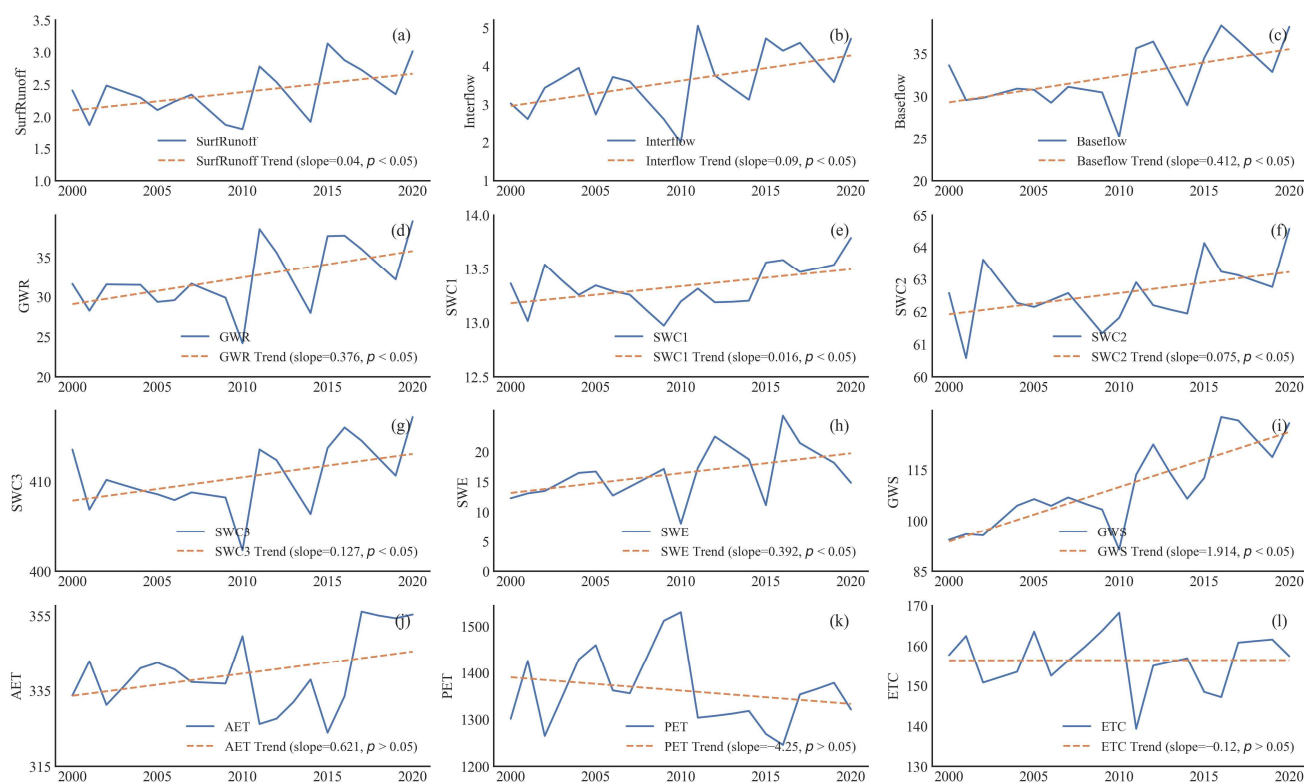 (a)
SurfRunoff
3.5
3.0
2.5
2.0
1.5
1.0
SurfRunoff
SurfRunoff Trend (slope=0.04, p < 0.05)
2000 2005 2010 2015 2020
(b)
Interflow
5
4
3
2
1
Interflow
Interflow Trend (slope=0.09, p < 0.05)
2000 2005 2010 2015 2020
(c)
Baseflow
35
30
25
20
Baseflow
Baseflow Trend (slope=0.412, p < 0.05)
2000 2005 2010 2015 2020
(d)
GWR
35
30
25
20
GWR
GWR Trend (slope=0.376, p < 0.05)
2000 2005 2010 2015 2020
(e)
SWC1
14.0
13.5
13.0
12.5
SWC1
SWC1 Trend (slope=0.016, p < 0.05)
2000 2005 2010 2015 2020
(f)
SWC2
65
64
63
62
61
60
SWC2
SWC2 Trend (slope=0.075, p < 0.05)
2000 2005 2010 2015 2020
(g)
SWC3
410
400
SWC3
SWC3 Trend (slope=0.127, p < 0.05)
2000 2005 2010 2015 2020
(h)
SWE
20
15
10
5
0
SWE
SWE Trend (slope=0.392, p < 0.05)
2000 2005 2010 2015 2020
(i)
GWS
115
100
85
GWS
GWS Trend (slope=1.914, p < 0.05)
2000 2005 2010 2015 2020
(j)
AET
355
335
315
AET
AET Trend (slope=0.621, p > 0.05)
2000 2005 2010 2015 2020
(k)
PET
1500
1400
1300
1200
PET
PET Trend (slope=−4.25, p > 0.05)
2000 2005 2010 2015 2020
(l)
ETC
170
160
150
140
130
ETC
ETC Trend (slope=−0.12, p > 0.05)
2000 2005 2010 2015 2020